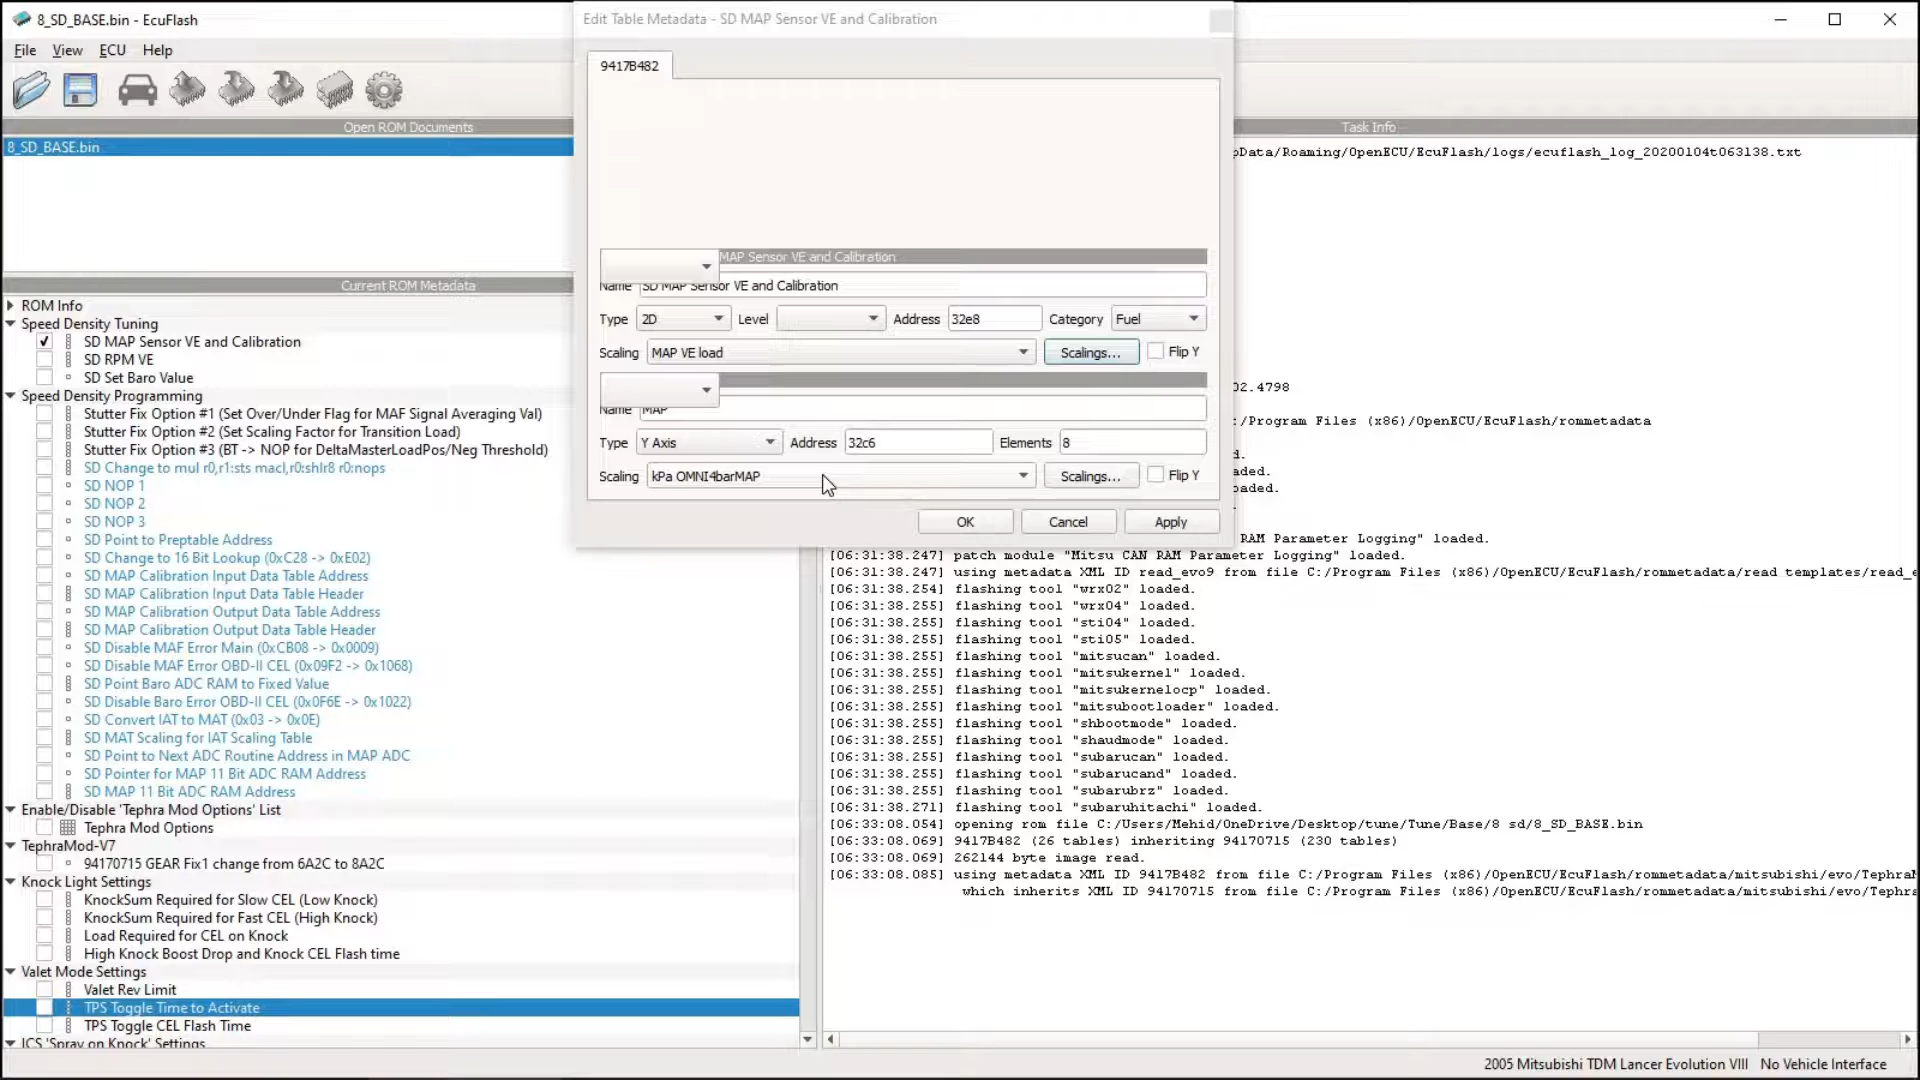 8_SD_BASE.bin - EcuFlash
File View ECU Help
Open ROM Documents
8_SD_BASE.bin
Current ROM Metadata
ROM Info
Speed Density Tuning
SD MAP Sensor VE and Calibration
SD RPM VE
SD Set Baro Value
Speed Density Programming
Stutter Fix Option #1 (Set Over/Under Flag for MAF Signal Averaging Val)
Stutter Fix Option #2 (Set Scaling Factor for Transition Load)
Stutter Fix Option #3 (BT -> NOP for DeltaMasterLoadPos/Neg Threshold)
SD Change to mul r0,r1:sts macl,r0:shlr8 r0:nops
SD NOP 1
SD NOP 2
SD NOP 3
SD Point to Preptable Address
SD Change to 16 Bit Lookup (0xC28 -> 0xE02)
SD MAP Calibration Input Data Table Address
SD MAP Calibration Input Data Table Header
SD MAP Calibration Output Data Table Address
SD MAP Calibration Output Data Table Header
SD Disable MAF Error Main (0xCB08 -> 0x0009)
SD Disable MAF Error OBD-II CEL (0x09F2 -> 0x1068)
SD Point Baro ADC RAM to Fixed Value
SD Disable Baro Error OBD-II CEL (0x0F6E -> 0x1022)
SD Convert IAT to MAT (0x03 -> 0x0E)
SD MAT Scaling for IAT Scaling Table
SD Point to Next ADC Routine Address in MAP ADC
SD Pointer for MAP 11 Bit ADC RAM Address
SD MAP 11 Bit ADC RAM Address
Enable/Disable 'Tephra Mod Options' List
Tephra Mod Options
TephraMod-V7
94170715 GEAR Fix1 change from 6A2C to 8A2C
Knock Light Settings
KnockSum Required for Slow CEL (Low Knock)
KnockSum Required for Fast CEL (High Knock)
Load Required for CEL on Knock
High Knock Boost Drop and Knock CEL Flash time
Valet Mode Settings
Valet Rev Limit
TPS Toggle Time to Activate
TPS Toggle CEL Flash Time
ICS 'Spray on Knock' Settings
Edit Table Metadata - SD MAP Sensor VE and Calibration
9417B482
MAP Sensor VE and Calibration
Name SD MAP Sensor VE and Calibration
Type 2D Level Address 32e8 Category Fuel
Scaling MAP VE load Scalings... Flip Y
Name MAP
Type Y Axis Address 32c6 Elements 8
Scaling kPa OMNI4barMAP Scalings... Flip Y
OK Cancel Apply
Task Info
pData/Roaming/OpenECU/EcuFlash/logs/ecuflash_log_20200104t063138.txt
02.4798
:/Program Files (x86)/OpenECU/EcuFlash/rommetadata
d.
aded.
oaded.
.
RAM Parameter Logging" loaded.
[06:31:38.247] patch module "Mitsu CAN RAM Parameter Logging" loaded.
[06:31:38.247] using metadata XML ID read_evo9 from file C:/Program Files (x86)/OpenECU/EcuFlash/rommetadata/read templates/read_e
[06:31:38.254] flashing tool "wrx02" loaded.
[06:31:38.255] flashing tool "wrx04" loaded.
[06:31:38.255] flashing tool "sti04" loaded.
[06:31:38.255] flashing tool "sti05" loaded.
[06:31:38.255] flashing tool "mitsucan" loaded.
[06:31:38.255] flashing tool "mitsukernel" loaded.
[06:31:38.255] flashing tool "mitsukernelocp" loaded.
[06:31:38.255] flashing tool "mitsubootloader" loaded.
[06:31:38.255] flashing tool "shbootmode" loaded.
[06:31:38.255] flashing tool "shaudmode" loaded.
[06:31:38.255] flashing tool "subarucan" loaded.
[06:31:38.255] flashing tool "subarucand" loaded.
[06:31:38.255] flashing tool "subarubrz" loaded.
[06:31:38.271] flashing tool "subaruhitachi" loaded.
[06:33:08.054] opening rom file C:/Users/Mehid/OneDrive/Desktop/tune/Tune/Base/8 sd/8_SD_BASE.bin
[06:33:08.069] 9417B482 (26 tables) inheriting 94170715 (230 tables)
[06:33:08.069] 262144 byte image read.
[06:33:08.085] using metadata XML ID 9417B482 from file C:/Program Files (x86)/OpenECU/EcuFlash/rommetadata/mitsubishi/evo/TephraM
which inherits XML ID 94170715 from file C:/Program Files (x86)/OpenECU/EcuFlash/rommetadata/mitsubishi/evo/Tephra
2005 Mitsubishi TDM Lancer Evolution VIII No Vehicle Interface